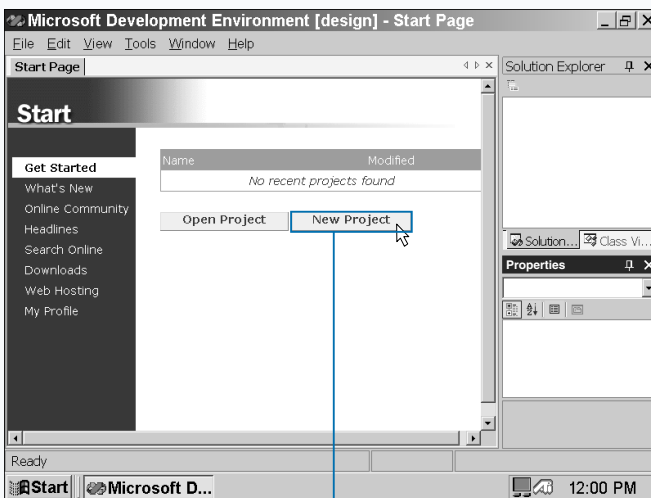 Microsoft Development Environment [design] - Start Page
File Edit View Tools Window Help
Start Page
Solution Explorer
Start
Get Started
What's New
Online Community
Headlines
Search Online
Downloads
Web Hosting
My Profile
Name Modified
No recent projects found
Open Project New Project
Solution... Class Vi...
Properties
Ready
Start Microsoft D... 12:00 PM